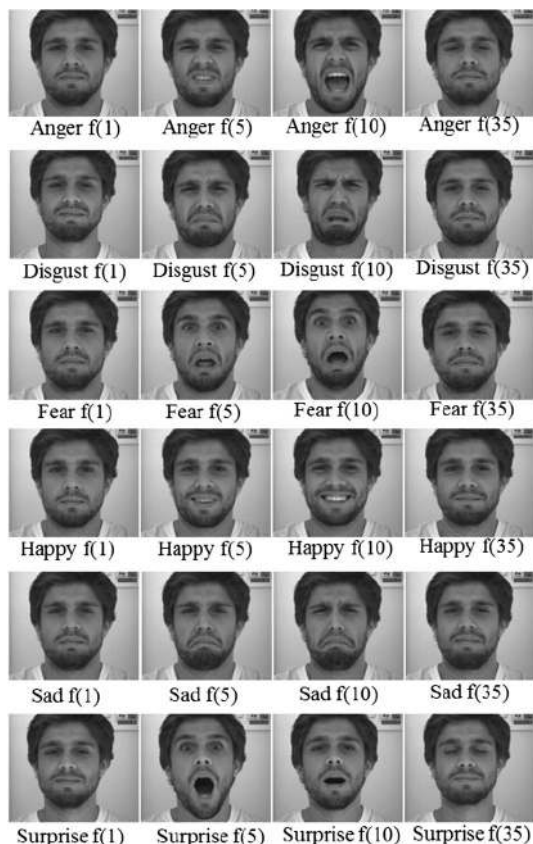 Anger f(1) Anger f(5) Anger f(10) Anger f(35)
Disgust f(1) Disgust f(5) Disgust f(10) Disgust f(35)
Fear f(1) Fear f(5) Fear f(10) Fear f(35)
Happy f(1) Happy f(5) Happy f(10) Happy f(35)
Sad f(1) Sad f(5) Sad f(10) Sad f(35)
Surprise f(1) Surprise f(5) Surprise f(10) Surprise f(35)